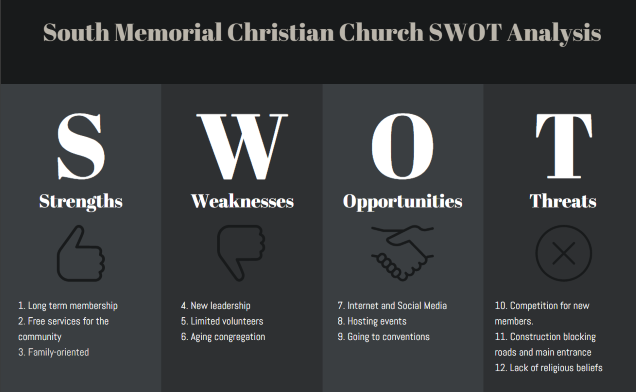 South Memorial Christian Church SWOT Analysis
S
Strengths
1. Long term membership
2. Free services for the
community
3. Family-oriented
W
Weaknesses
4. New leadership
5. Limited volunteers
6. Aging congregation
O
Opportunities
7. Internet and Social Media
8. Hosting events
9. Going to conventions
T
Threats
10. Competition for new
members.
11. Construction blocking
roads and main entrance
12. Lack of religious beliefs